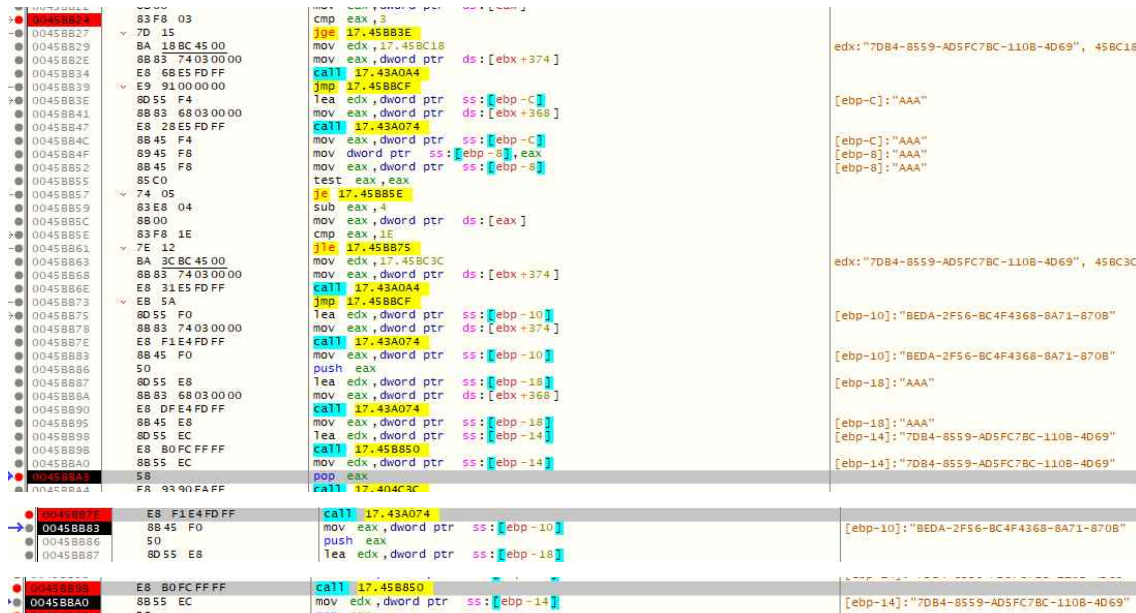 0045BB24 83F8 03 cmp eax,3
0045BB27 7D 15 jge 17.45BB3E
0045BB29 BA 18BC4500 mov edx,17.45BC18 edx:"7DB4-8559-AD5FC7BC-110B-4D69", 45BC18
0045BB2E 8B83 74030000 mov eax,dword ptr ds:[ebx+374]
0045BB34 E8 6BE5FDFF call 17.43A0A4
0045BB39 E9 91000000 jmp 17.45BBCF
0045BB3E 8D55 F4 lea edx,dword ptr ss:[ebp-C] [ebp-C]:"AAA"
0045BB41 8B83 68030000 mov eax,dword ptr ds:[ebx+368]
0045BB47 E8 28E5FDFF call 17.43A074
0045BB4C 8B45 F4 mov eax,dword ptr ss:[ebp-C] [ebp-C]:"AAA"
0045BB4F 8945 F8 mov dword ptr ss:[ebp-8],eax [ebp-8]:"AAA"
0045BB52 8B45 F8 mov eax,dword ptr ss:[ebp-8] [ebp-8]:"AAA"
0045BB55 85C0 test eax,eax
0045BB57 74 05 je 17.45BB5E
0045BB59 83E8 04 sub eax,4
0045BB5C 8B00 mov eax,dword ptr ds:[eax]
0045BB5E 83F8 1E cmp eax,1E
0045BB61 7E 12 jle 17.45BB75
0045BB63 BA 3CBC4500 mov edx,17.45BC3C edx:"7DB4-8559-AD5FC7BC-110B-4D69", 45BC3C
0045BB68 8B83 74030000 mov eax,dword ptr ds:[ebx+374]
0045BB6E E8 31E5FDFF call 17.43A0A4
0045BB73 EB 5A jmp 17.45BBCF
0045BB75 8D55 F0 lea edx,dword ptr ss:[ebp-10] [ebp-10]:"BEDA-2F56-BC4F4368-8A71-870B"
0045BB78 8B83 74030000 mov eax,dword ptr ds:[ebx+374]
0045BB7E E8 F1E4FDFF call 17.43A074
0045BB83 8B45 F0 mov eax,dword ptr ss:[ebp-10] [ebp-10]:"BEDA-2F56-BC4F4368-8A71-870B"
0045BB86 50 push eax
0045BB87 8D55 E8 lea edx,dword ptr ss:[ebp-18] [ebp-18]:"AAA"
0045BB8A 8B83 68030000 mov eax,dword ptr ds:[ebx+368]
0045BB90 E8 DFE4FDFF call 17.43A074
0045BB95 8B45 E8 mov eax,dword ptr ss:[ebp-18] [ebp-18]:"AAA"
0045BB98 8D55 EC lea edx,dword ptr ss:[ebp-14] [ebp-14]:"7DB4-8559-AD5FC7BC-110B-4D69"
0045BB9B E8 B0FCFFFF call 17.45B850
0045BBA0 8B55 EC mov edx,dword ptr ss:[ebp-14] [ebp-14]:"7DB4-8559-AD5FC7BC-110B-4D69"
0045BBA3 58 pop eax
0045BBA4 E8 9390FAFF call 17.404C3C
0045BB7E E8 F1E4FDFF call 17.43A074
0045BB83 8B45 F0 mov eax,dword ptr ss:[ebp-10] [ebp-10]:"BEDA-2F56-BC4F4368-8A71-870B"
0045BB86 50 push eax
0045BB87 8D55 E8 lea edx,dword ptr ss:[ebp-18]
0045BB9B E8 B0FCFFFF call 17.45B850
0045BBA0 8B55 EC mov edx,dword ptr ss:[ebp-14] [ebp-14]:"7DB4-8559-AD5FC7BC-110B-4D69"